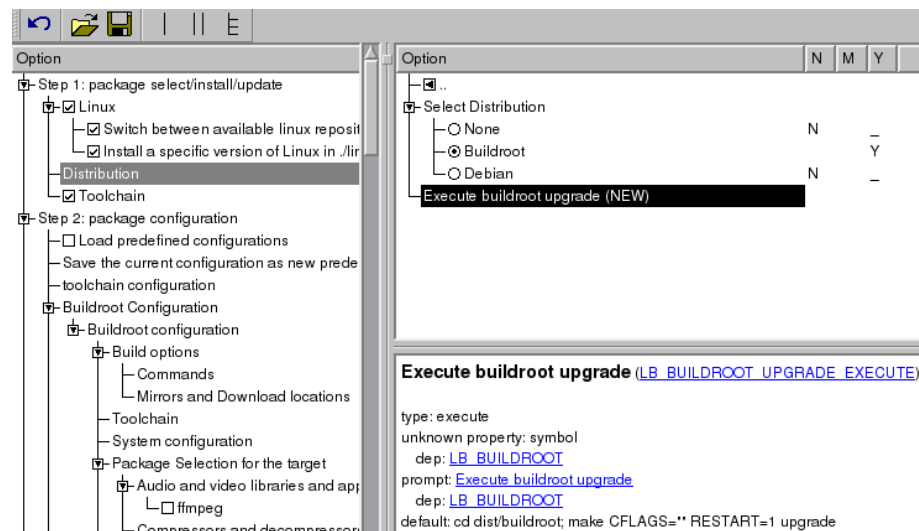 Option
Step 1: package select/install/update
Linux
Switch between available linux reposit
Install a specific version of Linux in ./lir
Distribution
Toolchain
Step 2: package configuration
Load predefined configurations
Save the current configuration as new prede
toolchain configuration
Buildroot Configuration
Buildroot configuration
Build options
Commands
Mirrors and Download locations
Toolchain
System configuration
Package Selection for the target
Audio and video libraries and app
ffmpeg
Compressors and decompressors
Option N M Y
..
Select Distribution
None N _
Buildroot Y
Debian N _
Execute buildroot upgrade (NEW)
Execute buildroot upgrade (LB_BUILDROOT_UPGRADE_EXECUTE)
type: execute
unknown property: symbol
dep: LB_BUILDROOT
prompt: Execute buildroot upgrade
dep: LB_BUILDROOT
default: cd dist/buildroot; make CFLAGS="" RESTART=1 upgrade